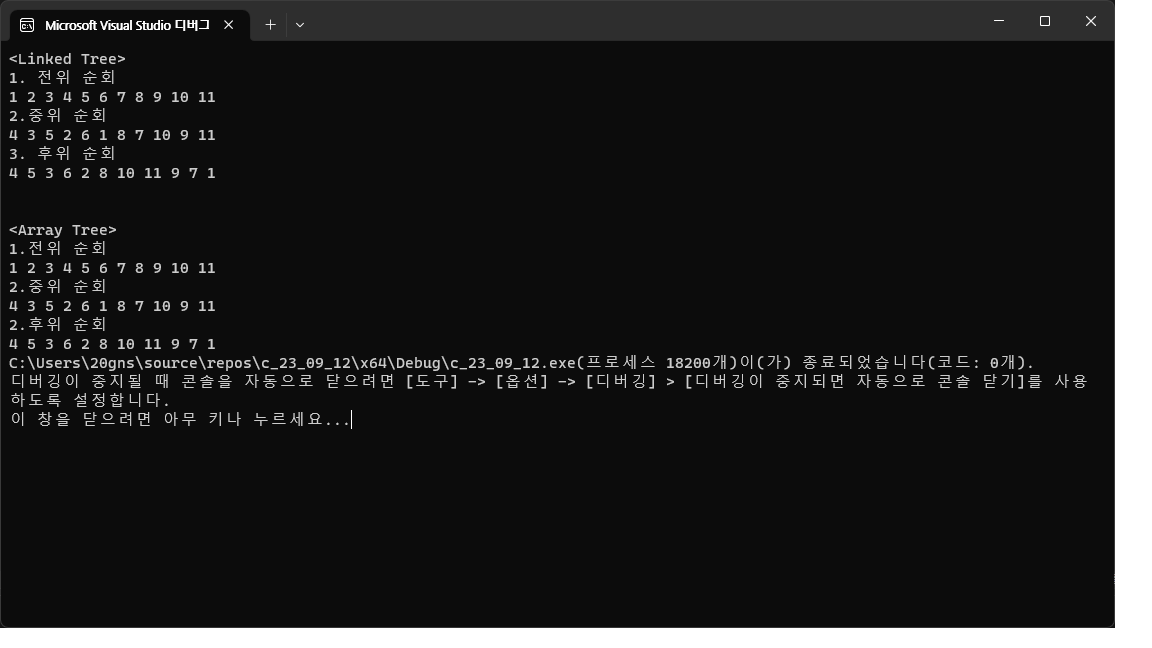 Microsoft Visual Studio 디버그
<Linked Tree>
1. 전위 순회
1 2 3 4 5 6 7 8 9 10 11
2.중위 순회
4 3 5 2 6 1 8 7 10 9 11
3. 후위 순회
4 5 3 6 2 8 10 11 9 7 1
<Array Tree>
1.전위 순회
1 2 3 4 5 6 7 8 9 10 11
2.중위 순회
4 3 5 2 6 1 8 7 10 9 11
2.후위 순회
4 5 3 6 2 8 10 11 9 7 1
C:\Users\20gns\source\repos\c_23_09_12\x64\Debug\c_23_09_12.exe(프로세스 18200개)이(가) 종료되었습니다(코드: 0개).
디버깅이 중지될 때 콘솔을 자동으로 닫으려면 [도구] -> [옵션] -> [디버깅] > [디버깅이 중지되면 자동으로 콘솔 닫기]를 사용
하도록 설정합니다.
이 창을 닫으려면 아무 키나 누르세요...